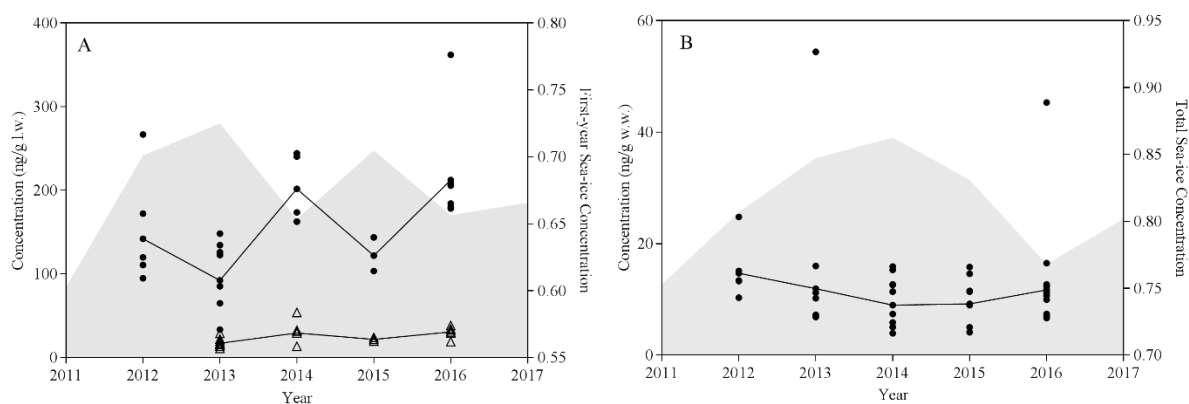 A
400
300
200
100
0
Concentration (ng/g l.w.)
0.80
0.75
0.70
0.65
0.60
0.55
First-year Sea-ice Concentration
2011 2012 2013 2014 2015 2016 2017
Year
B
60
40
20
0
Concentration (ng/g w.w.)
0.95
0.90
0.85
0.80
0.75
0.70
Total Sea-ice Concentration
2011 2012 2013 2014 2015 2016 2017
Year